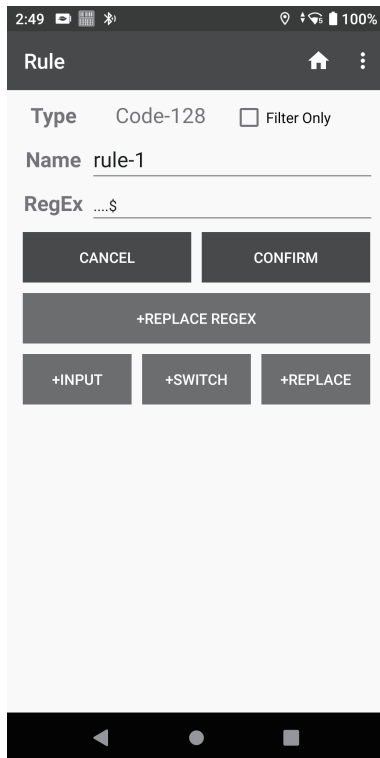 2:49 100%
Rule
Type Code-128 Filter Only
Name rule-1
RegEx ....$
CANCEL CONFIRM
+REPLACE REGEX
+INPUT +SWITCH +REPLACE